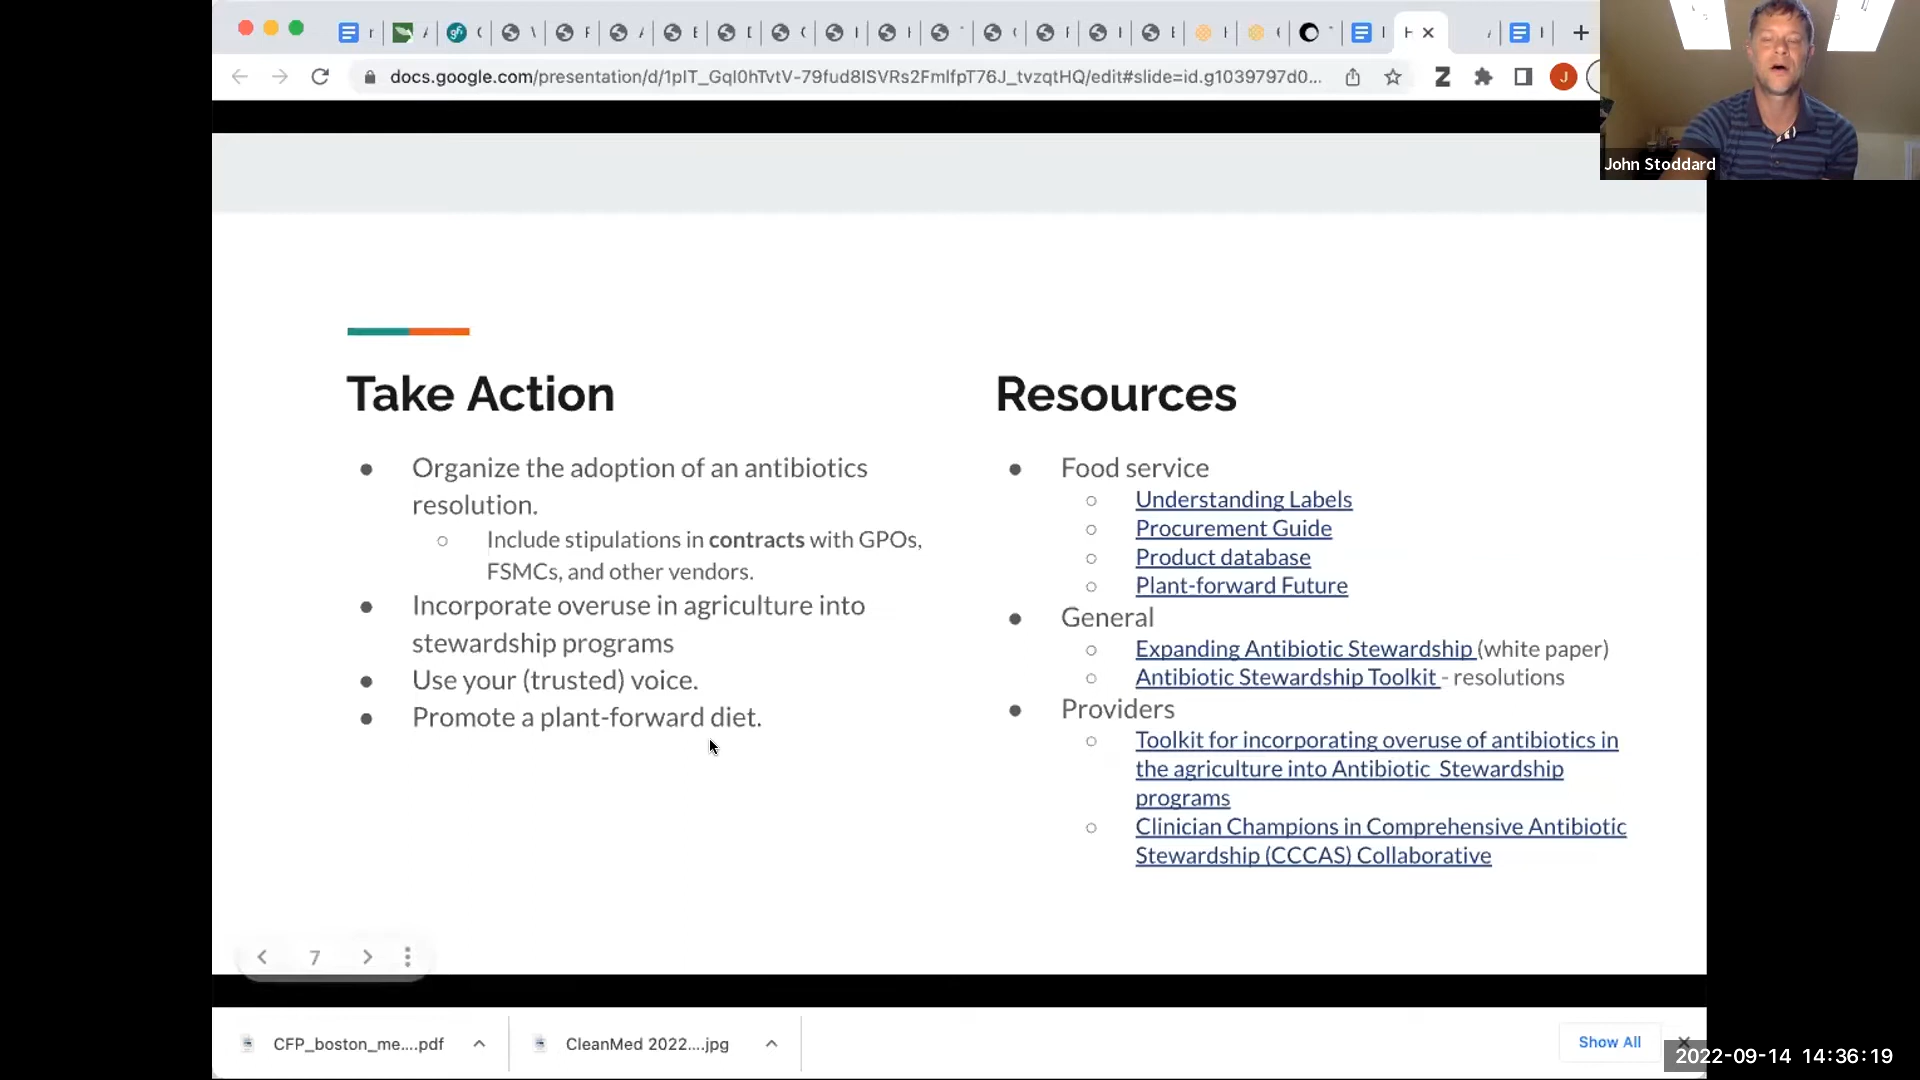 docs.google.com/presentation/d/1pIT_Gql0hTvtV-79fud8ISVRs2FmlfpT76J_tvzqtHQ/edit#slide=id.g1039797d0...
J
John Stoddard
Take Action
● Organize the adoption of an antibiotics
resolution.
○ Include stipulations in contracts with GPOs,
FSMCs, and other vendors.
● Incorporate overuse in agriculture into
stewardship programs
● Use your (trusted) voice.
● Promote a plant-forward diet.
Resources
● Food service
○ Understanding Labels
○ Procurement Guide
○ Product database
○ Plant-forward Future
● General
○ Expanding Antibiotic Stewardship (white paper)
○ Antibiotic Stewardship Toolkit - resolutions
● Providers
○ Toolkit for incorporating overuse of antibiotics in
the agriculture into Antibiotic Stewardship
programs
○ Clinician Champions in Comprehensive Antibiotic
Stewardship (CCCAS) Collaborative
7
CFP_boston_me....pdf
CleanMed 2022....jpg
Show All
2022-09-14 14:36:19